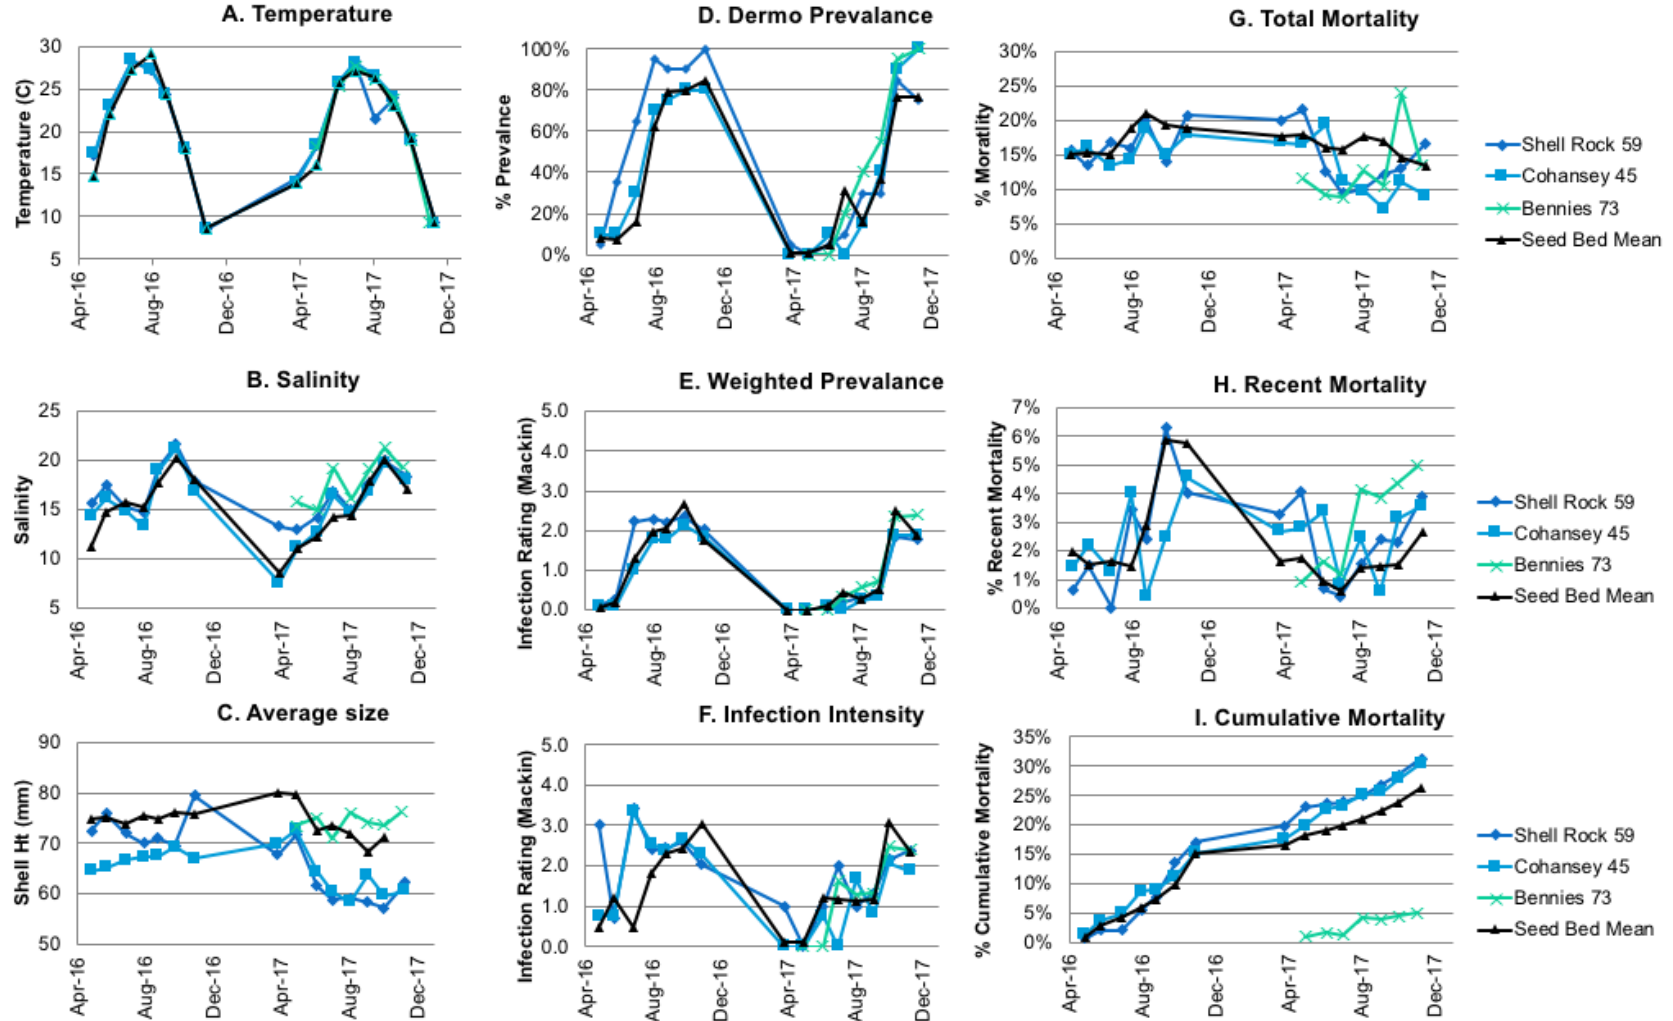 A. Temperature
Temperature (C)
30
25
20
15
10
5
Apr-16
Aug-16
Dec-16
Apr-17
Aug-17
Dec-17
D. Dermo Prevalance
% Prevalnce
100%
80%
60%
40%
20%
0%
Apr-16
Aug-16
Dec-16
Apr-17
Aug-17
Dec-17
G. Total Mortality
% Moratlity
30%
25%
20%
15%
10%
5%
0%
Apr-16
Aug-16
Dec-16
Apr-17
Aug-17
Dec-17
Shell Rock 59
Cohansey 45
Bennies 73
Seed Bed Mean
B. Salinity
Salinity
25
20
15
10
5
Apr-16
Aug-16
Dec-16
Apr-17
Aug-17
Dec-17
E. Weighted Prevalance
Infection Rating (Mackin)
5.0
4.0
3.0
2.0
1.0
0.0
Apr-16
Aug-16
Dec-16
Apr-17
Aug-17
Dec-17
H. Recent Mortality
% Recent Mortality
7%
6%
5%
4%
3%
2%
1%
0%
Apr-16
Aug-16
Dec-16
Apr-17
Aug-17
Dec-17
Shell Rock 59
Cohansey 45
Bennies 73
Seed Bed Mean
C. Average size
Shell Ht (mm)
90
80
70
60
50
Apr-16
Aug-16
Dec-16
Apr-17
Aug-17
Dec-17
F. Infection Intensity
Infection Rating (Mackin)
5.0
4.0
3.0
2.0
1.0
0.0
Apr-16
Aug-16
Dec-16
Apr-17
Aug-17
Dec-17
I. Cumulative Mortality
% Cumulative Mortality
35%
30%
25%
20%
15%
10%
5%
0%
Apr-16
Aug-16
Dec-16
Apr-17
Aug-17
Dec-17
Shell Rock 59
Cohansey 45
Bennies 73
Seed Bed Mean